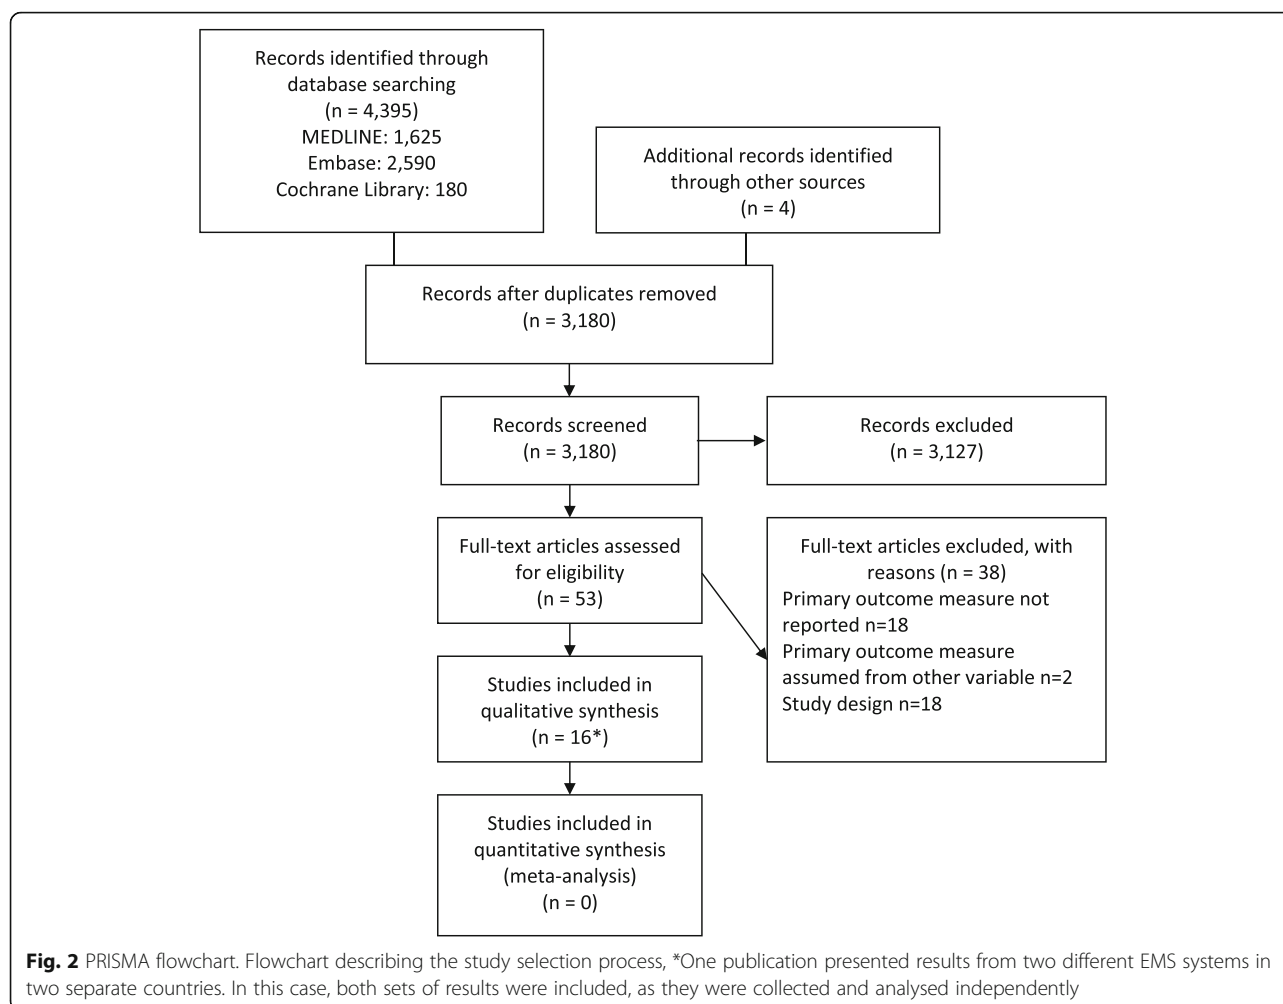 Records identified through
database searching
(n = 4,395)
MEDLINE: 1,625
Embase: 2,590
Cochrane Library: 180
Additional records identified
through other sources
(n = 4)
Records after duplicates removed
(n = 3,180)
Records screened
(n = 3,180)
Records excluded
(n = 3,127)
Full-text articles assessed
for eligibility
(n = 53)
Full-text articles excluded, with
reasons (n = 38)
Primary outcome measure not
reported n=18
Primary outcome measure
assumed from other variable n=2
Study design n=18
Studies included in
qualitative synthesis
(n = 16*)
Studies included in
quantitative synthesis
(meta-analysis)
(n = 0)
Fig. 2 PRISMA flowchart. Flowchart describing the study selection process, *One publication presented results from two different EMS systems in
two separate countries. In this case, both sets of results were included, as they were collected and analysed independently